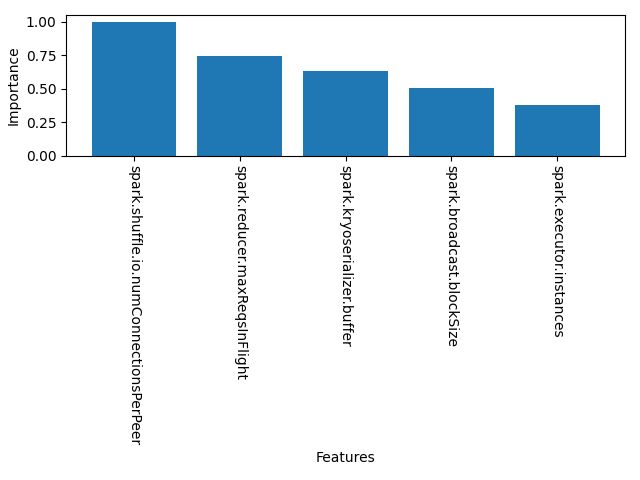 1.00
0.75
0.50
0.25
0.00
Importance
spark.shuffle.io.numConnectionsPerPeer
spark.reducer.maxReqsInFlight
spark.kryoserializer.buffer
spark.broadcast.blockSize
spark.executor.instances
Features